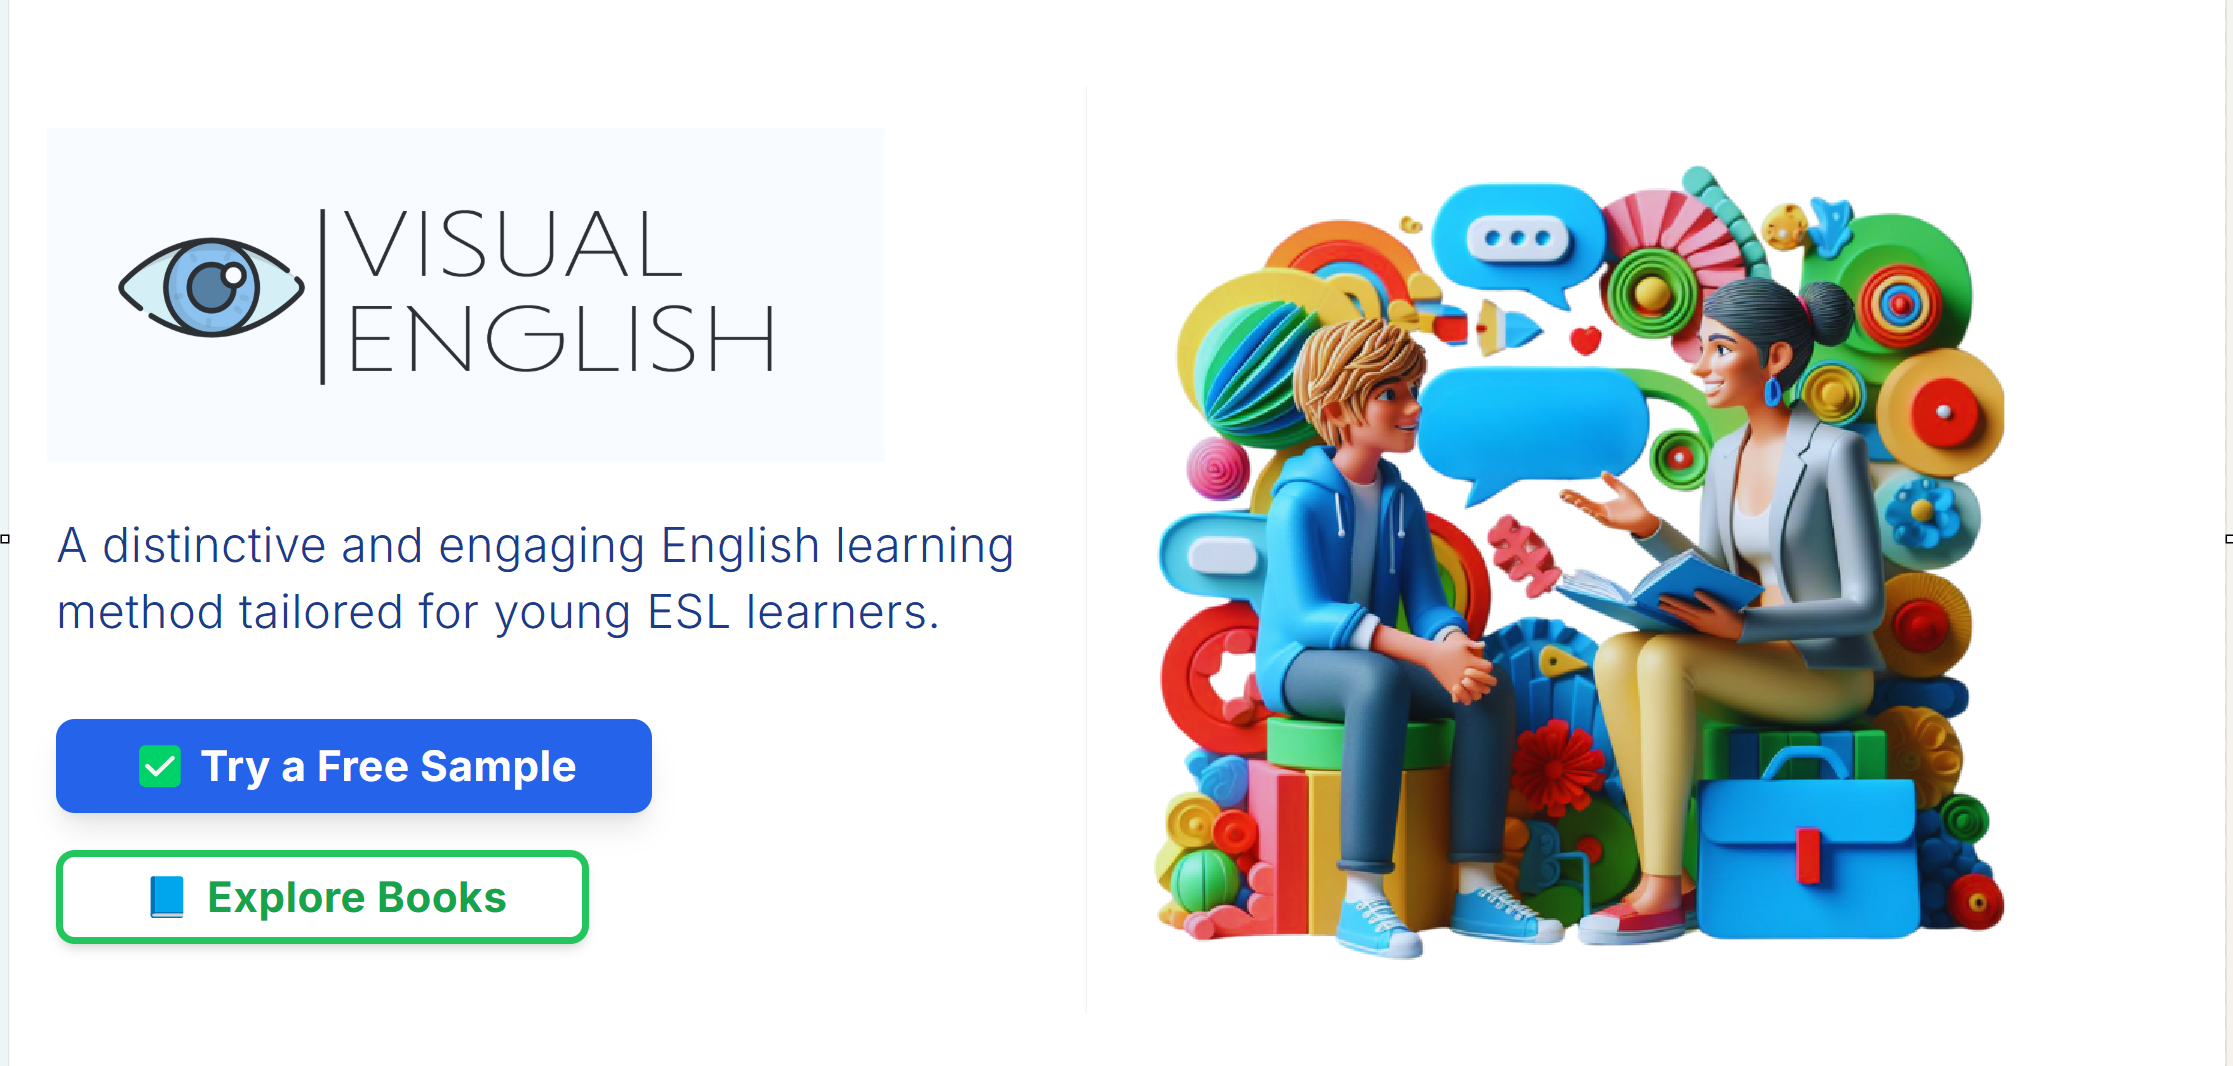 VISUAL
ENGLISH
A distinctive and engaging English learning
method tailored for young ESL learners.
Try a Free Sample
Explore Books